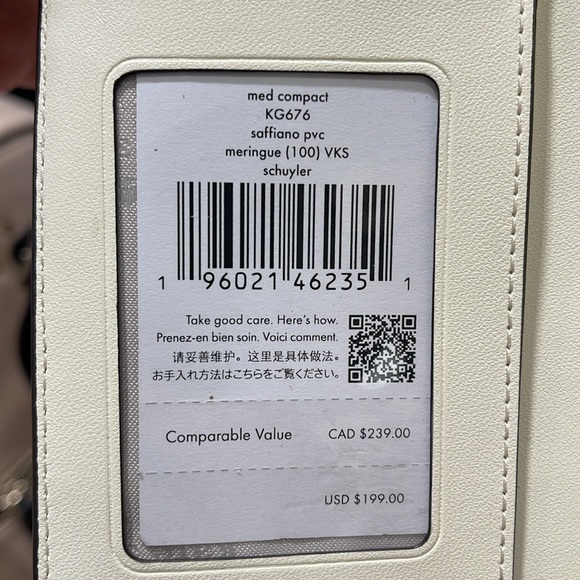 med compact
KG676
saffiano pvc
meringue (100) VKS
schuyler
1 96021 46235 1
Take good care. Here's how.
Prenez-en bien soin. Voici comment.
请妥善维护。这里是具体做法。
お手入れ方法はこちらをご覧ください。
Comparable Value CAD $239.00
USD $199.00